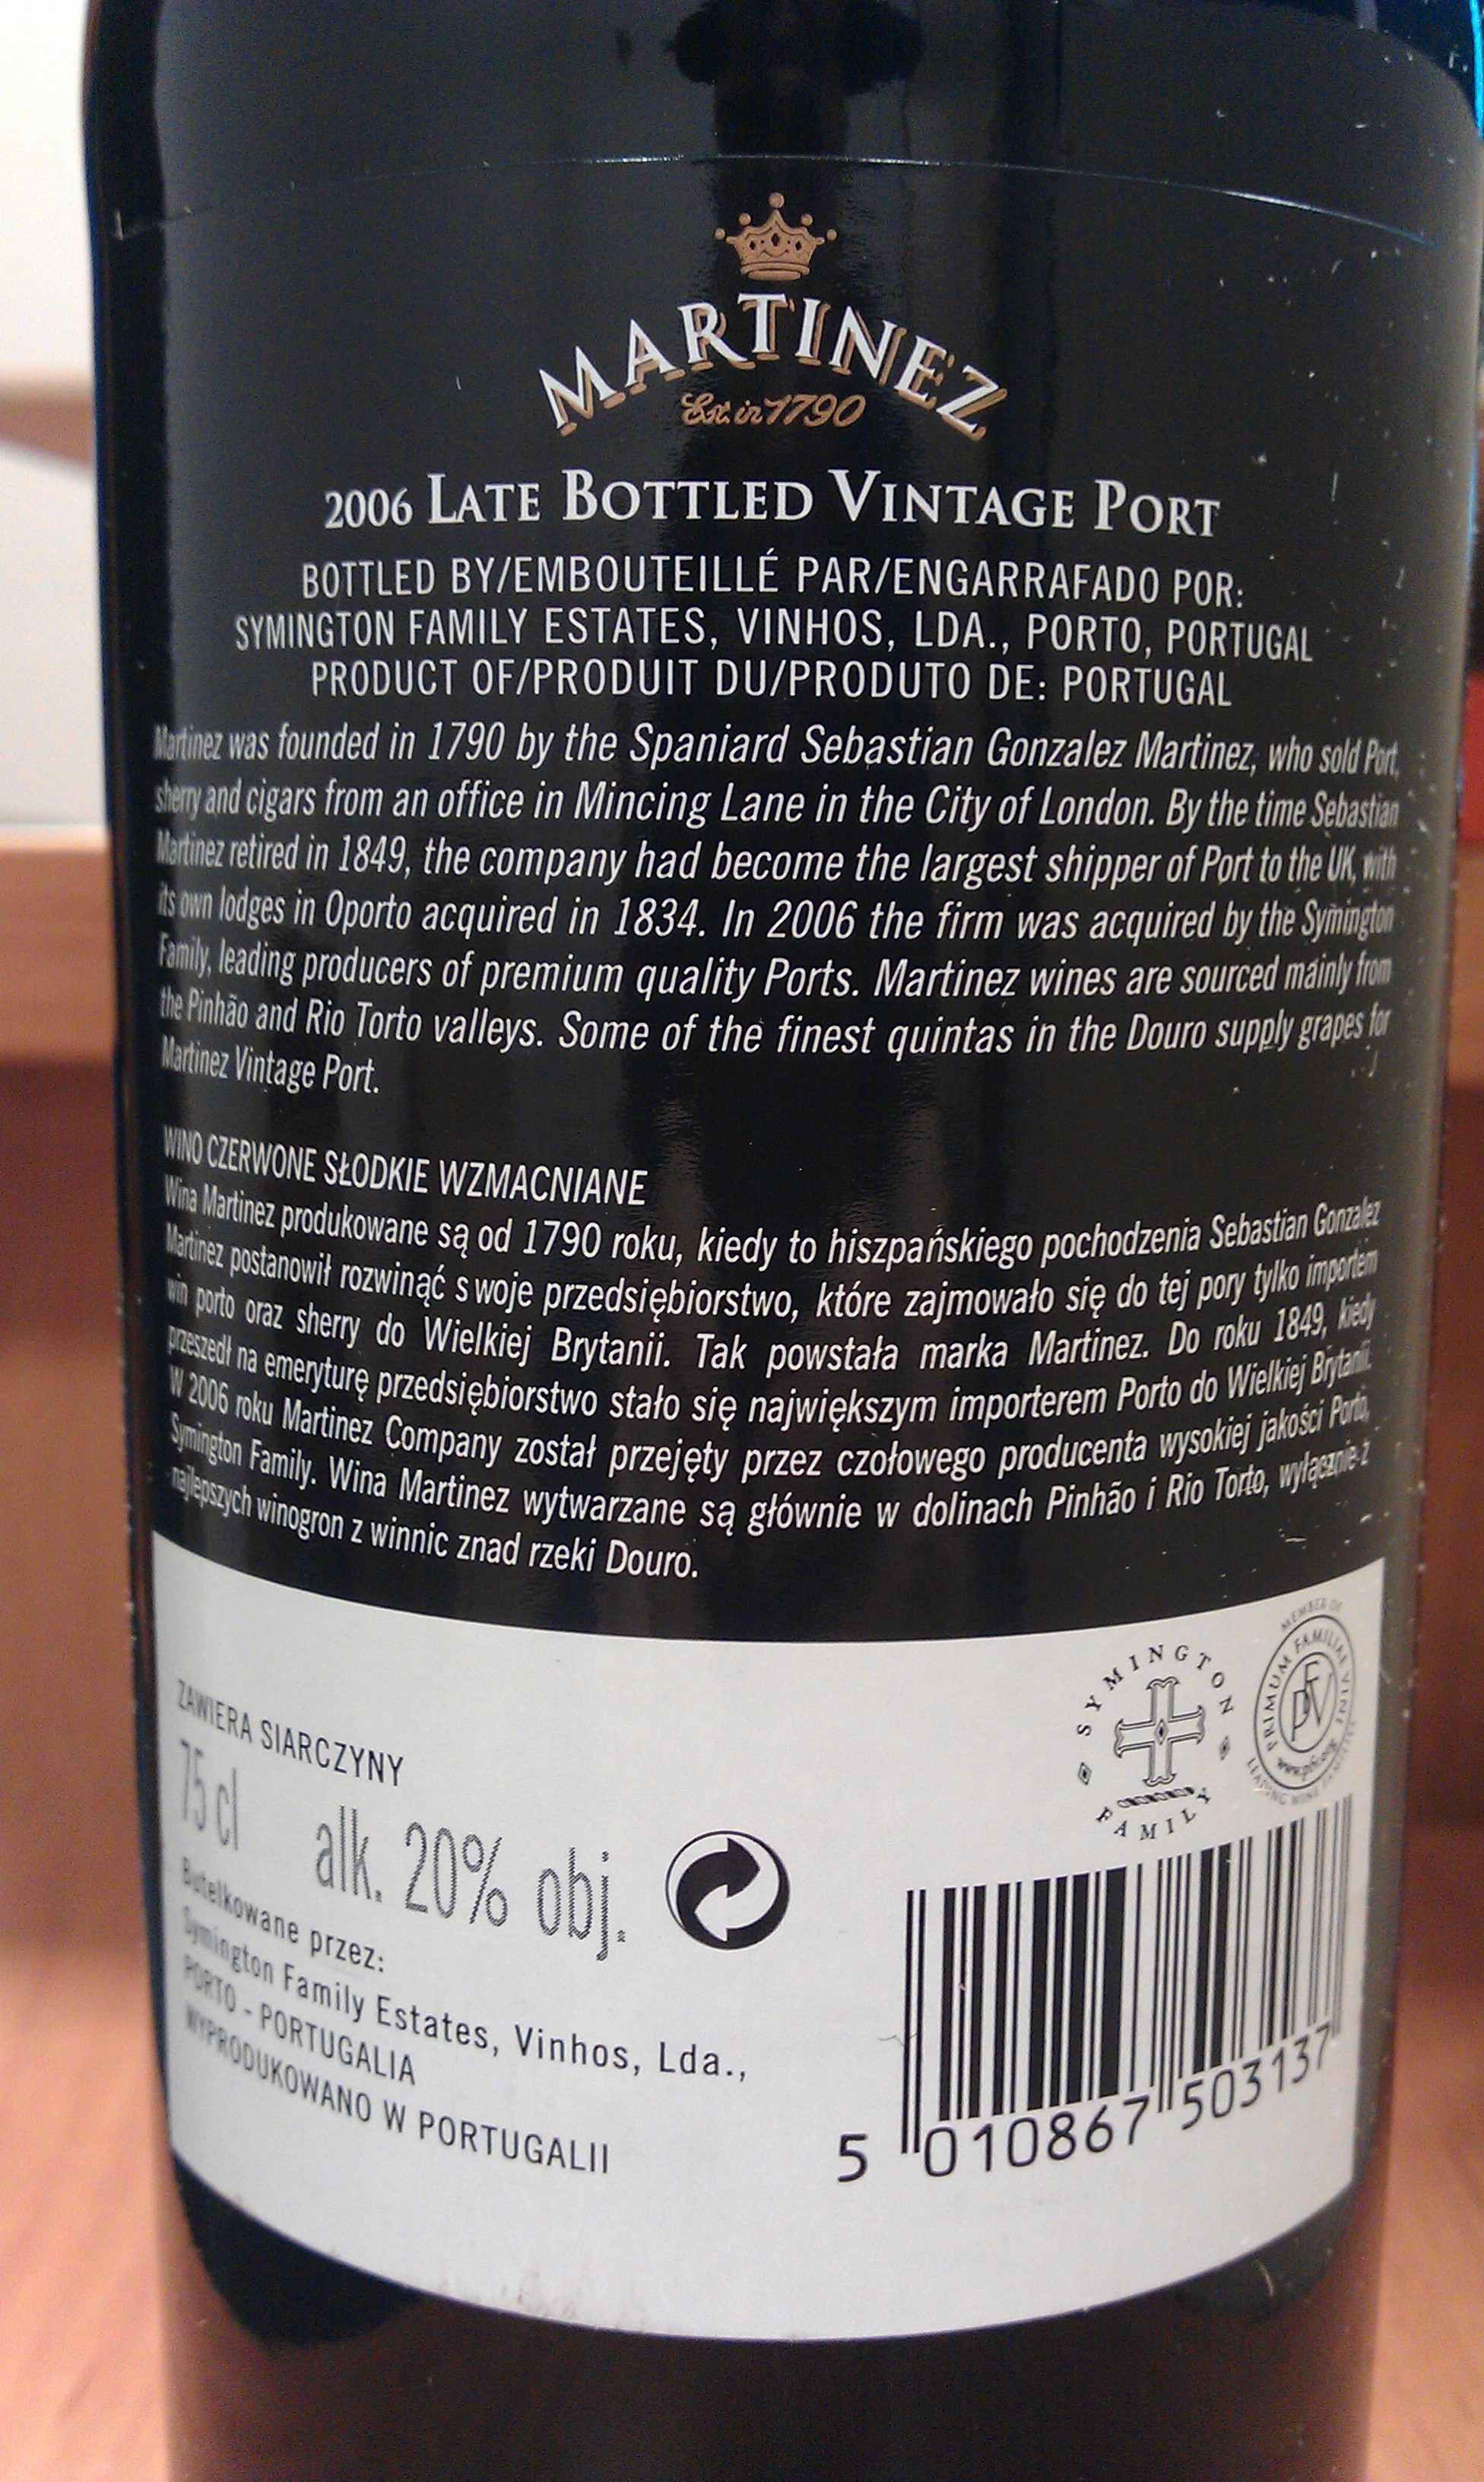 MARTINEZ
Est. in 1790
2006 LATE BOTTLED VINTAGE PORT
BOTTLED BY/EMBOUTEILLÉ PAR/ENGARRAFADO POR:
SYMINGTON FAMILY ESTATES, VINHOS, LDA., PORTO, PORTUGAL
PRODUCT OF/PRODUIT DU/PRODUTO DE: PORTUGAL
Martinez was founded in 1790 by the Spaniard Sebastian Gonzalez Martinez, who sold Port,
sherry and cigars from an office in Mincing Lane in the City of London. By the time Sebastian
Martinez retired in 1849, the company had become the largest shipper of Port to the UK, with
its own lodges in Oporto acquired in 1834. In 2006 the firm was acquired by the Symington
Family, leading producers of premium quality Ports. Martinez wines are sourced mainly from
the Pinhão and Rio Torto valleys. Some of the finest quintas in the Douro supply grapes for
Martinez Vintage Port.
WINO CZERWONE SŁODKIE WZMACNIANE
Wina Martinez produkowane są od 1790 roku, kiedy to hiszpańskiego pochodzenia Sebastian Gonzalez
Martinez postanowił rozwinąć swoje przedsiębiorstwo, które zajmowało się do tej pory tylko importem
win porto oraz sherry do Wielkiej Brytanii. Tak powstała marka Martinez. Do roku 1849, kiedy
przeszedł na emeryturę przedsiębiorstwo stało się największym importerem Porto do Wielkiej Brytanii.
W 2006 roku Martinez Company został przejęty przez czołowego producenta wysokiej jakości Porto,
Symington Family. Wina Martinez wytwarzane są głównie w dolinach Pinhão i Rio Torto, wyłącznie z
najlepszych winogron z winnic znad rzeki Douro.
ZAWIERA SIARCZYNY
75 cl alk. 20% obj.
Butelkowane przez:
Symington Family Estates, Vinhos, Lda.,
PORTO - PORTUGALIA
WYPRODUKOWANO W PORTUGALII
SYMINGTON
FAMILY
MEMBER OF
PRIMUM FAMILIAE VINI
PFV
www.pfv.org
LEADING WINE FAMILIES
5 010867 503137